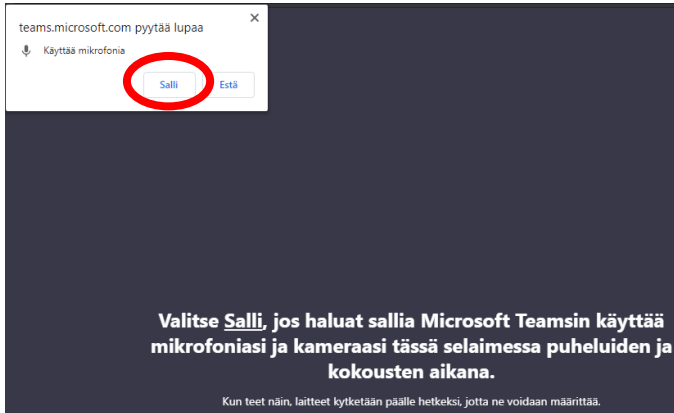 teams.microsoft.com pyytää lupaa
Käyttää mikrofonia
Salli
Estä
Valitse Salli, jos haluat sallia Microsoft Teamsin käyttää
mikrofoniasi ja kameraasi tässä selaimessa puheluiden ja
kokousten aikana.
Kun teet näin, laitteet kytketään päälle hetkeksi, jotta ne voidaan määrittää.